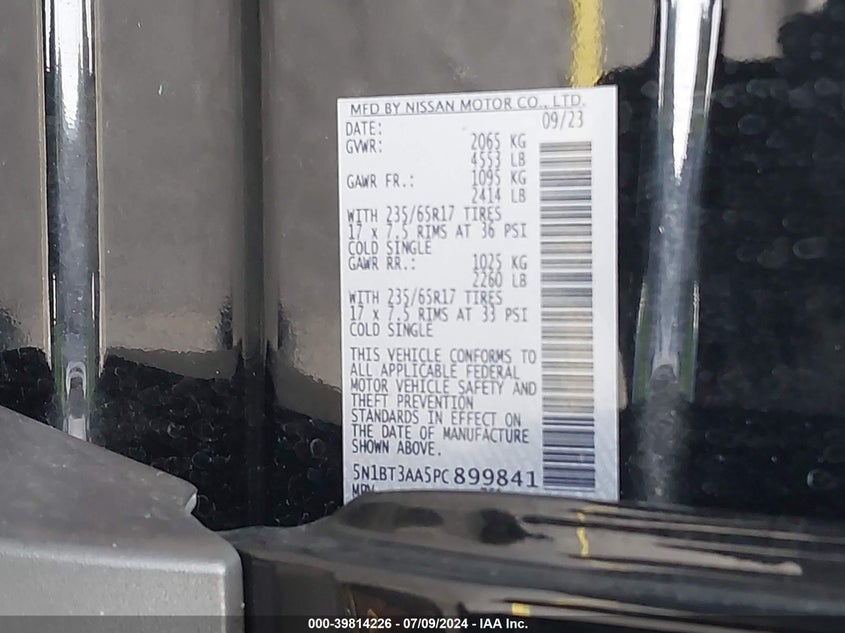 MFD BY NISSAN MOTOR CO., LTD.
DATE: 09/23
GVWR: 2065 KG
4553 LB
GAWR FR.: 1095 KG
2414 LB
WITH 235/65R17 TIRES
17 x 7.5 RIMS AT 36 PSI
COLD SINGLE
GAWR RR.: 1025 KG
2260 LB
WITH 235/65R17 TIRES
17 x 7.5 RIMS AT 33 PSI
COLD SINGLE
THIS VEHICLE CONFORMS TO
ALL APPLICABLE FEDERAL
MOTOR VEHICLE SAFETY AND
THEFT PREVENTION
STANDARDS IN EFFECT ON
THE DATE OF MANUFACTURE
SHOWN ABOVE.
5N1BT3AA5PC899841
MPV
000-39814226 - 07/09/2024 - IAA Inc.